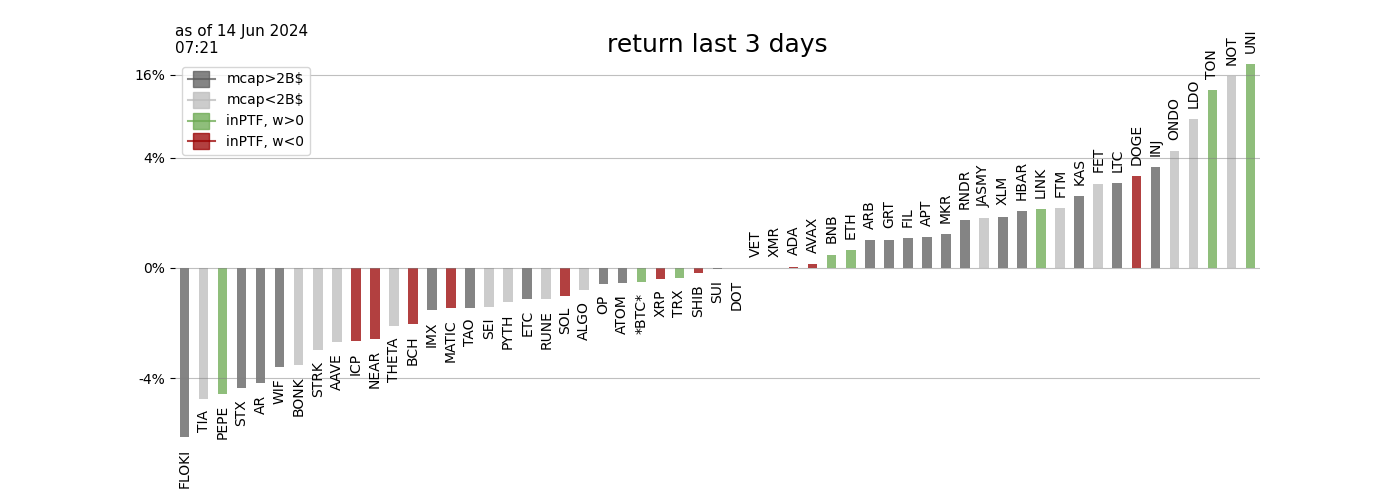 as of 14 Jun 2024
07:21
return last 3 days
mcap>2B$
mcap<2B$
inPTF, w>0
inPTF, w<0
16%
4%
0%
-4%
FLOKI
TIA
PEPE
STX
AR
WIF
BONK
STRK
AAVE
ICP
NEAR
THETA
BCH
IMX
MATIC
TAO
SEI
PYTH
ETC
RUNE
SOL
ALGO
OP
ATOM
*BTC*
XRP
TRX
SHIB
SUI
DOT
VET
XMR
ADA
AVAX
BNB
ETH
ARB
GRT
FIL
APT
MKR
RNDR
JASMY
XLM
HBAR
LINK
FTM
KAS
FET
LTC
DOGE
INJ
ONDO
LDO
TON
NOT
UNI